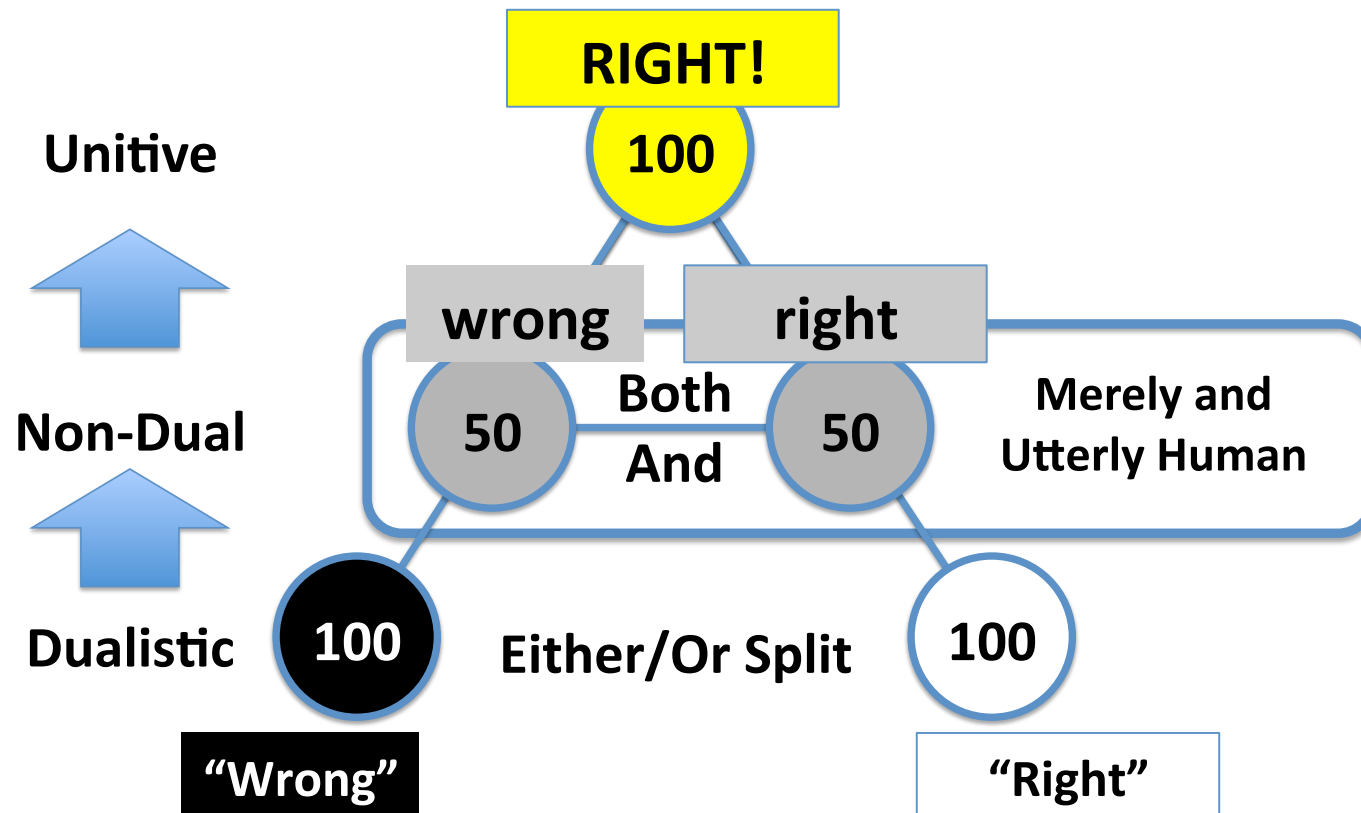 RIGHT!
Unitive
100
wrong
right
Both
Merely and
Non-Dual
50
50
Utterly Human
And
Dualistic
100
Either/Or Split
100
“Wrong”
“Right”